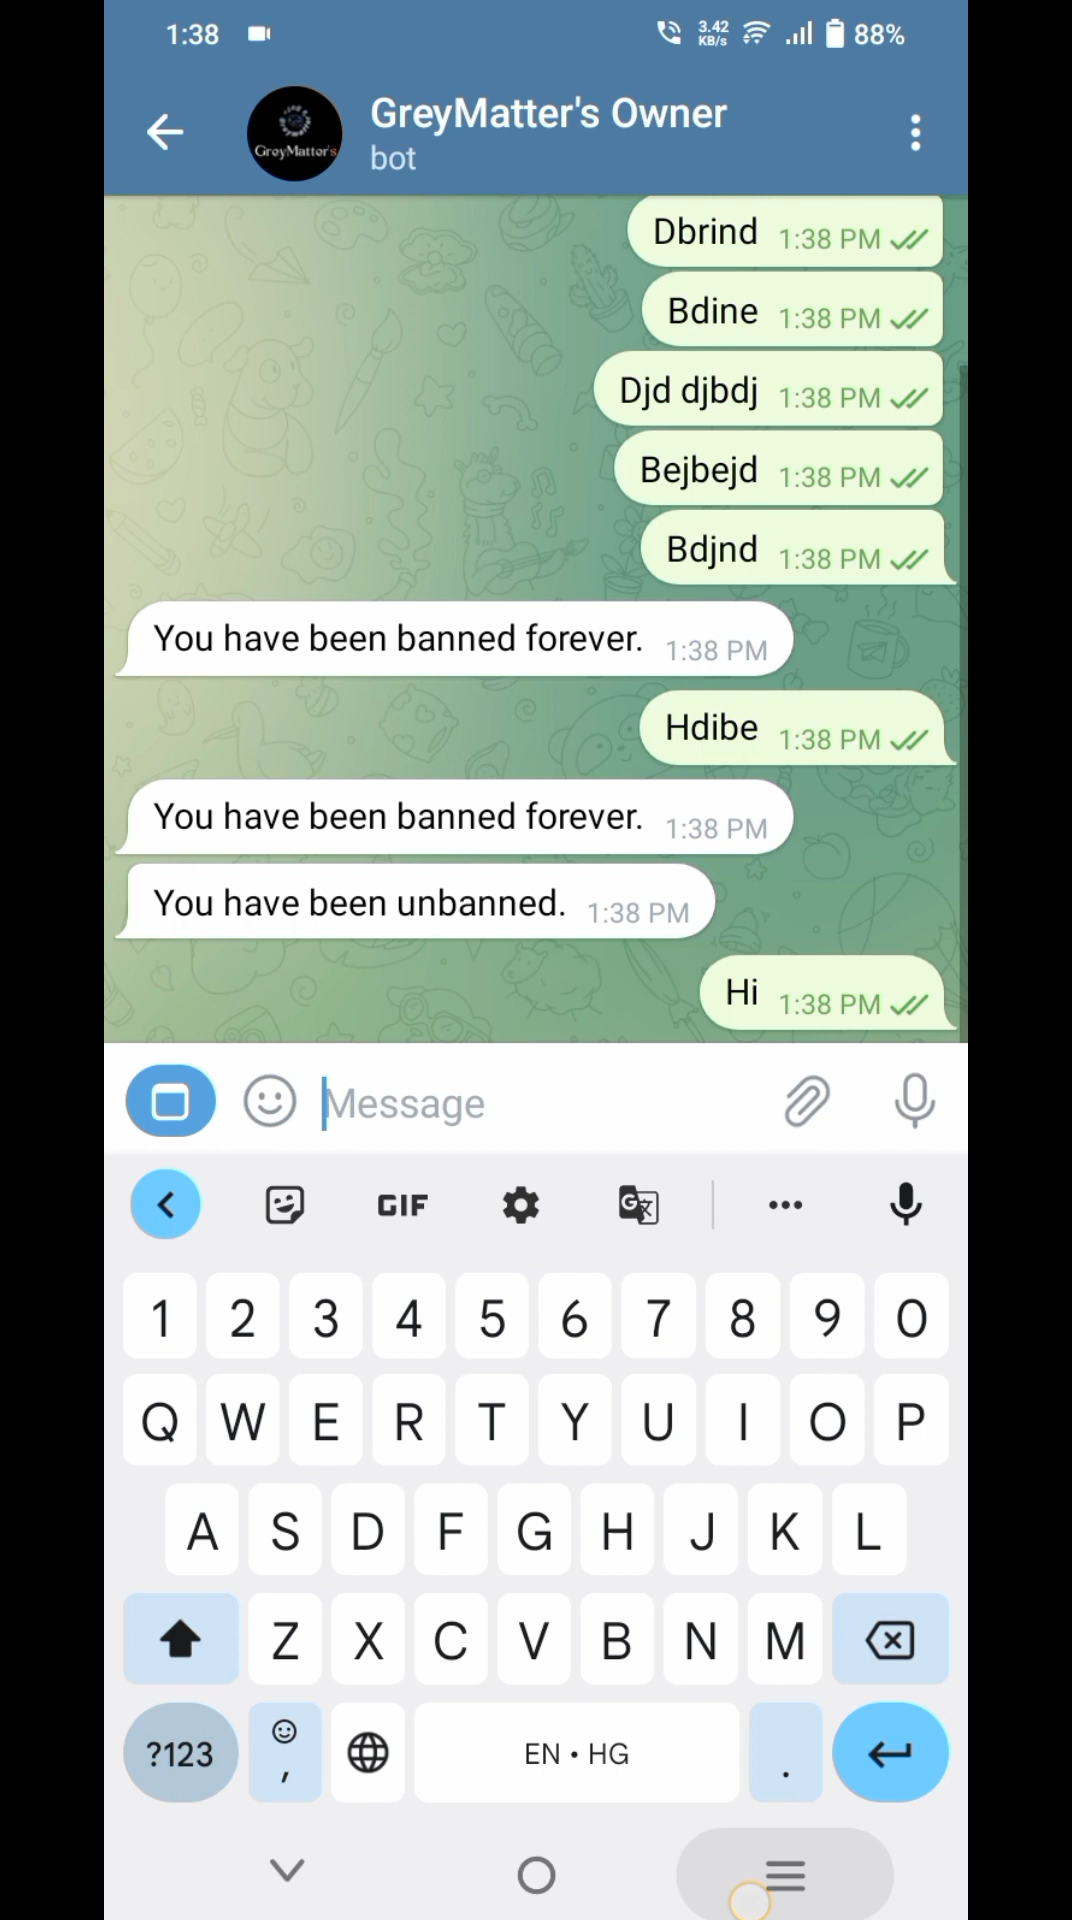 1:38 3.42 KB/s 88%
GreyMatter's
GreyMatter's Owner
bot
Dbrind 1:38 PM
Bdine 1:38 PM
Djd djbdj 1:38 PM
Bejbejd 1:38 PM
Bdjnd 1:38 PM
You have been banned forever. 1:38 PM
Hdibe 1:38 PM
You have been banned forever. 1:38 PM
You have been unbanned. 1:38 PM
Hi 1:38 PM
Message
GIF G
1 2 3 4 5 6 7 8 9 0
Q W E R T Y U I O P
A S D F G H J K L
Z X C V B N M
?123 , EN • HG .